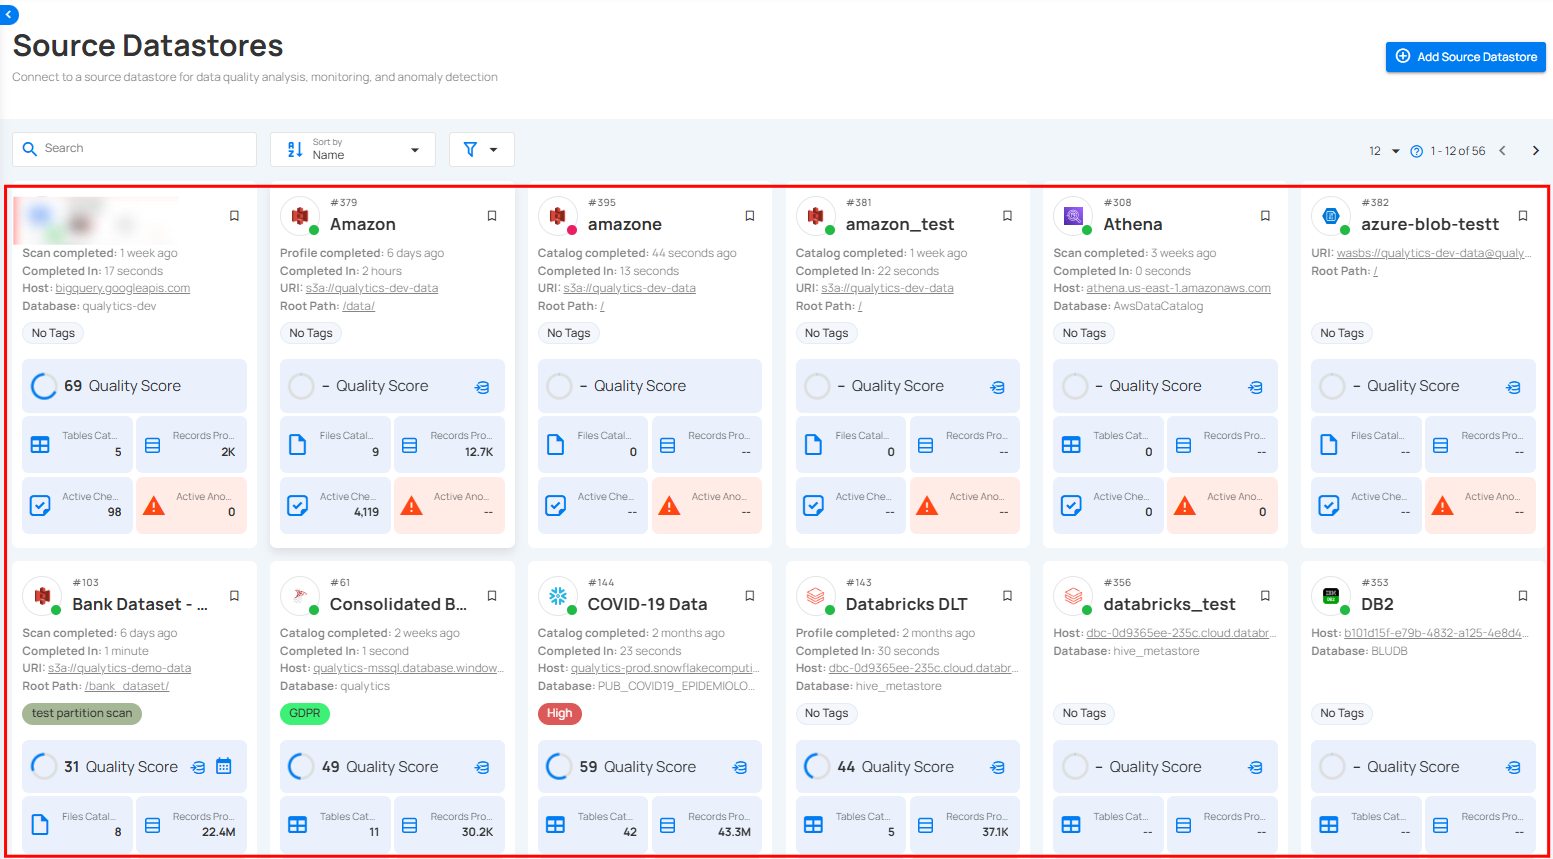 Source Datastores
Connect to a source datastore for data quality analysis, monitoring, and anomaly detection
Add Source Datastore
Search
Sort by
Name
12
1 - 12 of 56
Scan completed: 1 week ago
Completed In: 17 seconds
Host: bigquery.googleapis.com
Database: qualytics-dev
No Tags
69 Quality Score
Tables Cat...
5
Records Pro...
2K
Active Che...
98
Active Ano...
0
#379
Amazon
Profile completed: 6 days ago
Completed In: 2 hours
URI: s3a://qualytics-dev-data
Root Path: /data/
No Tags
– Quality Score
Files Catal...
9
Records Pro...
12.7K
Active Che...
4,119
Active Ano...
--
#395
amazone
Catalog completed: 44 seconds ago
Completed In: 13 seconds
URI: s3a://qualytics-dev-data
Root Path: /
No Tags
– Quality Score
Files Catal...
0
Records Pro...
--
Active Che...
--
Active Ano...
--
#381
amazon_test
Catalog completed: 1 week ago
Completed In: 22 seconds
URI: s3a://qualytics-dev-data
Root Path: /
No Tags
– Quality Score
Files Catal...
0
Records Pro...
--
Active Che...
--
Active Ano...
--
#308
Athena
Scan completed: 3 weeks ago
Completed In: 0 seconds
Host: athena.us-east-1.amazonaws.com
Database: AwsDataCatalog
No Tags
– Quality Score
Tables Cat...
0
Records Pro...
--
Active Che...
0
Active Ano...
0
#382
azure-blob-testt
URI: wasbs://qualytics-dev-data@qualy...
Root Path: /
No Tags
– Quality Score
Files Catal...
--
Records Pro...
--
Active Che...
--
Active Ano...
--
#103
Bank Dataset - ...
Scan completed: 6 days ago
Completed In: 1 minute
URI: s3a://qualytics-demo-data
Root Path: /bank_dataset/
test partition scan
31 Quality Score
Files Catal...
8
Records Pro...
22.4M
#61
Consolidated B...
Catalog completed: 2 weeks ago
Completed In: 1 second
Host: qualytics-mssql.database.window...
Database: qualytics
GDPR
49 Quality Score
Tables Cat...
11
Records Pro...
30.2K
#144
COVID-19 Data
Catalog completed: 2 months ago
Completed In: 23 seconds
Host: qualytics-prod.snowflakecomputi...
Database: PUB_COVID19_EPIDEMIOLO...
High
59 Quality Score
Tables Cat...
42
Records Pro...
43.3M
#143
Databricks DLT
Profile completed: 2 months ago
Completed In: 30 seconds
Host: dbc-0d9365ee-235c.cloud.databr...
Database: hive_metastore
No Tags
44 Quality Score
Tables Cat...
5
Records Pro...
37.1K
#356
databricks_test
Host: dbc-0d9365ee-235c.cloud.databr...
Database: hive_metastore
No Tags
– Quality Score
Tables Cat...
--
Records Pro...
--
#353
DB2
Host: b101d15f-e79b-4832-a125-4e8d4...
Database: BLUDB
No Tags
– Quality Score
Tables Cat...
--
Records Pro...
--